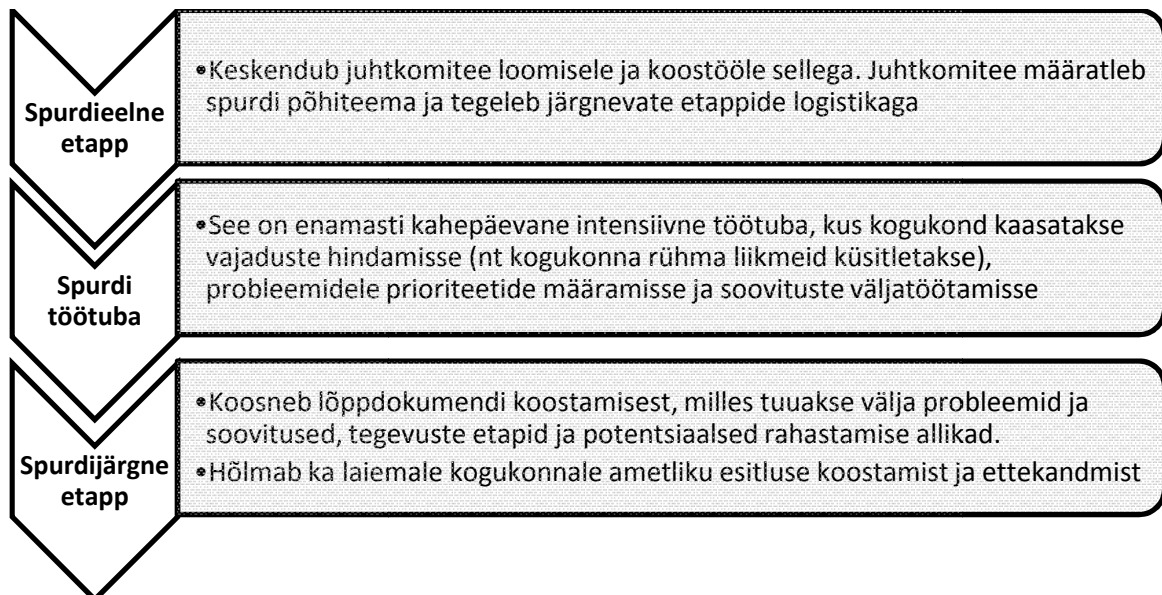 Spurdieelne
etapp
•Keskendub juhtkomitee loomisele ja koostööle sellega. Juhtkomitee määratleb
spurdi põhiteema ja tegeleb järgnevate etappide logistikaga
Spurdi
töötuba
•See on enamasti kahepäevane intensiivne töötuba, kus kogukond kaasatakse
vajaduste hindamisse (nt kogukonna rühma liikmeid küsitletakse),
probleemidele prioriteetide määramisse ja soovituste väljatöötamisse
Spurdijärgne
etapp
•Koosneb lõppdokumendi koostamisest, milles tuuakse välja probleemid ja
soovitused, tegevuste etapid ja potentsiaalsed rahastamise allikad.
•Hõlmab ka laiemale kogukonnale ametliku esitluse koostamist ja ettekandmist